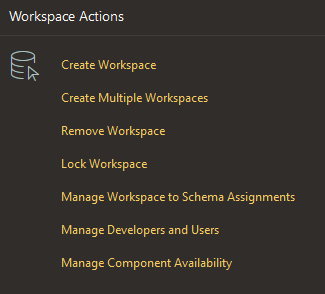 Workspace Actions
Create Workspace
Create Multiple Workspaces
Remove Workspace
Lock Workspace
Manage Workspace to Schema Assignments
Manage Developers and Users
Manage Component Availability